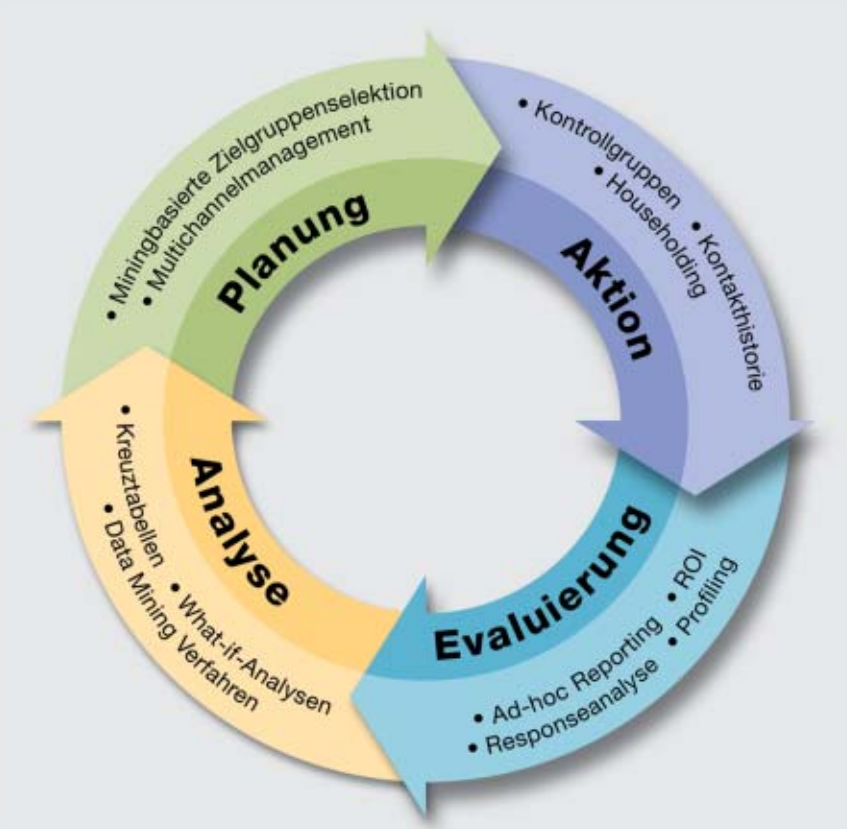 • Miningbasierte Zielgruppenselektion
• Multichannelmanagement
Planung
• Kontrollgruppen
• Householding
• Kontakthistorie
Aktion
• ROI
• Profiling
• Ad-hoc Reporting
• Responseanalyse
Evaluierung
• Kreuztabellen
• What-if-Analysen
• Data Mining Verfahren
Analyse